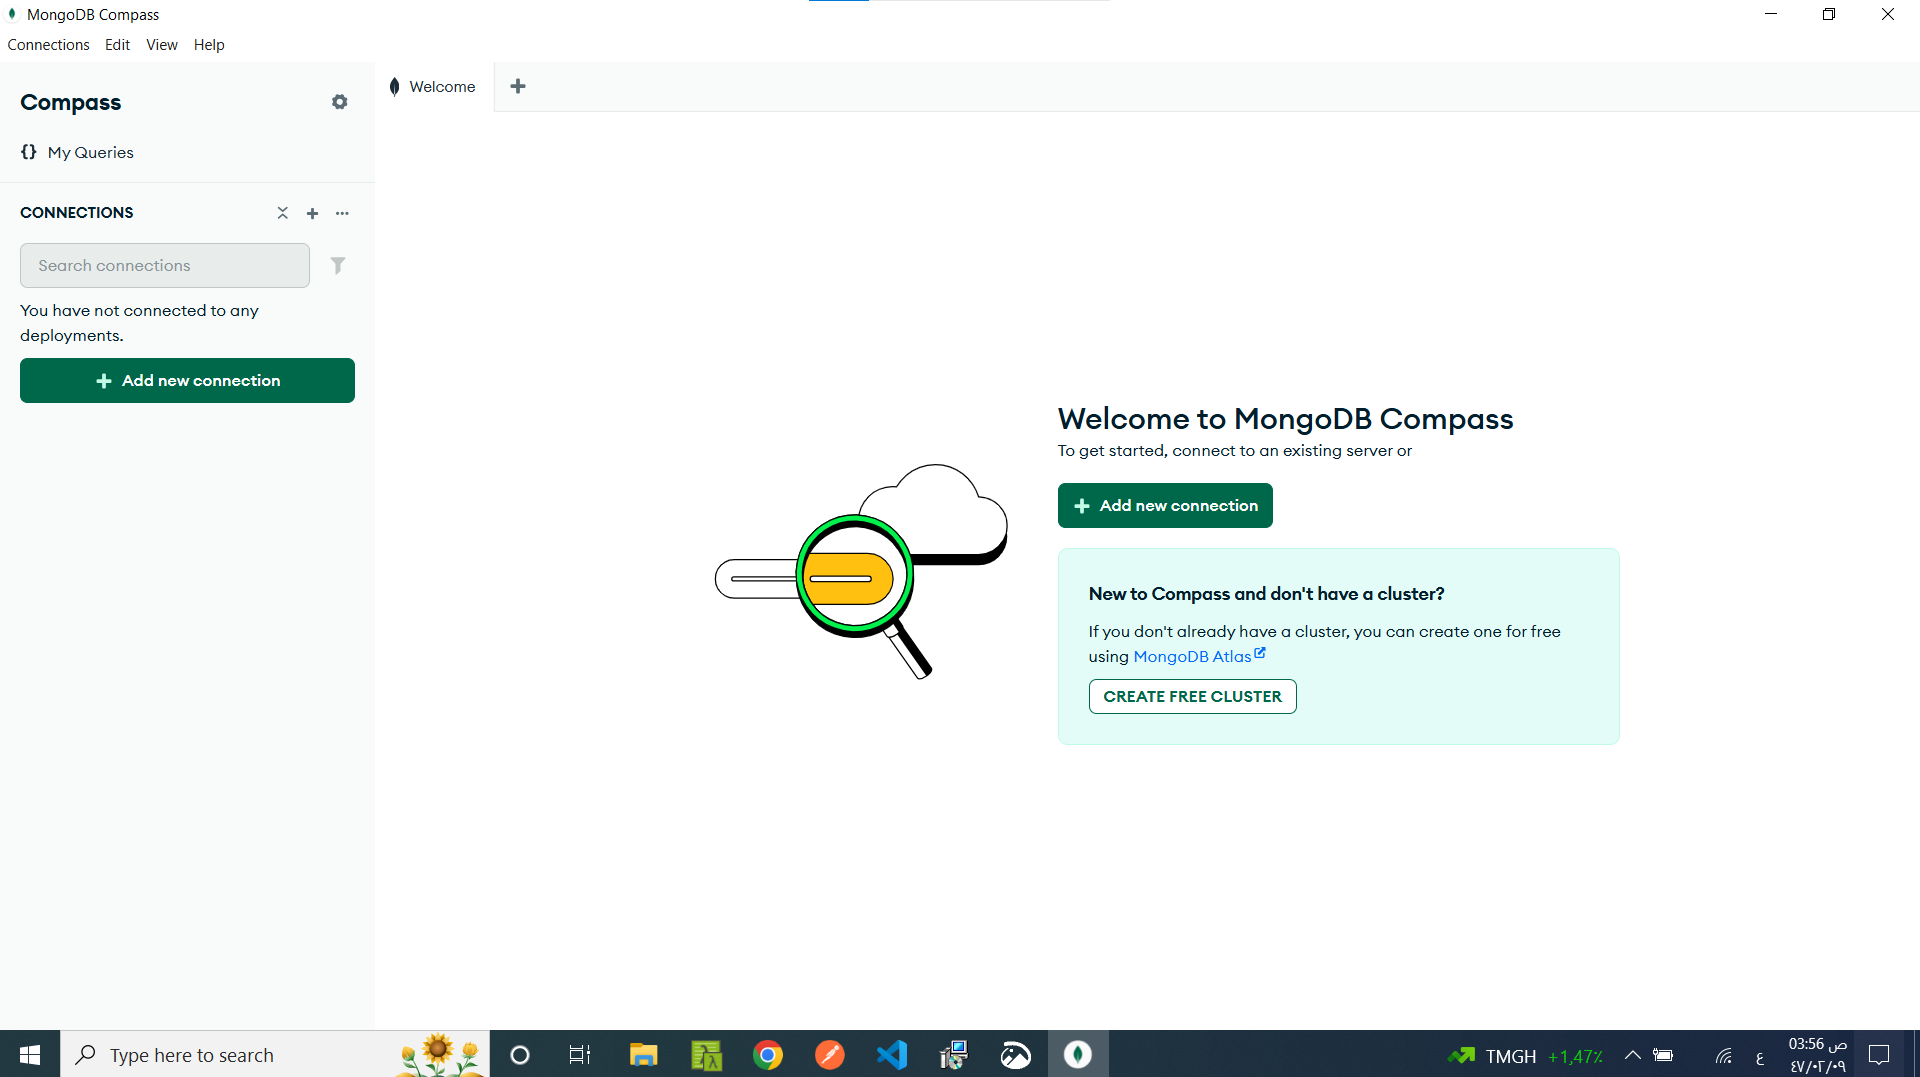 MongoDB Compass
Connections Edit View Help
Compass
{} My Queries
CONNECTIONS
Search connections
You have not connected to any
deployments.
Add new connection
Welcome
Welcome to MongoDB Compass
To get started, connect to an existing server or
Add new connection
New to Compass and don't have a cluster?
If you don't already have a cluster, you can create one for free
using MongoDB Atlas
CREATE FREE CLUSTER
Type here to search
TMGH +1,47٪
ع
03:56 ص
٤٧/٠٢/٠٩